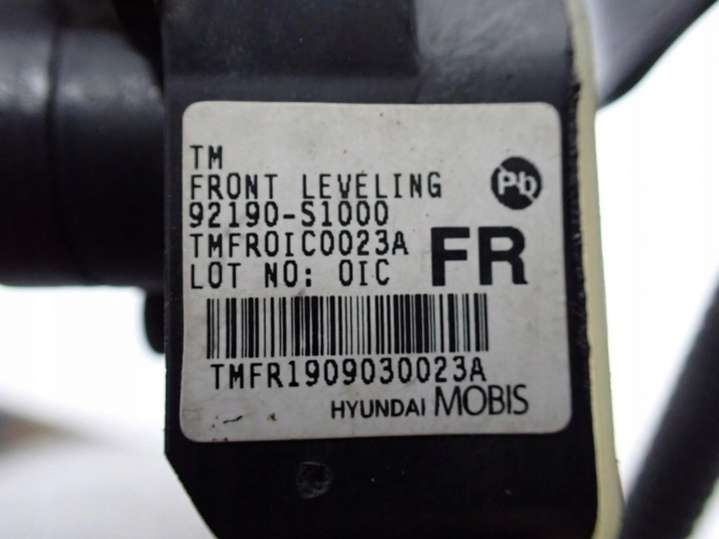 TM
FRONT LEVELING
Pb
92190-S1000
TMFR0IC0023A
FR
LOT NO: 0IC
TMFR1909030023A
HYUNDAI MOBIS